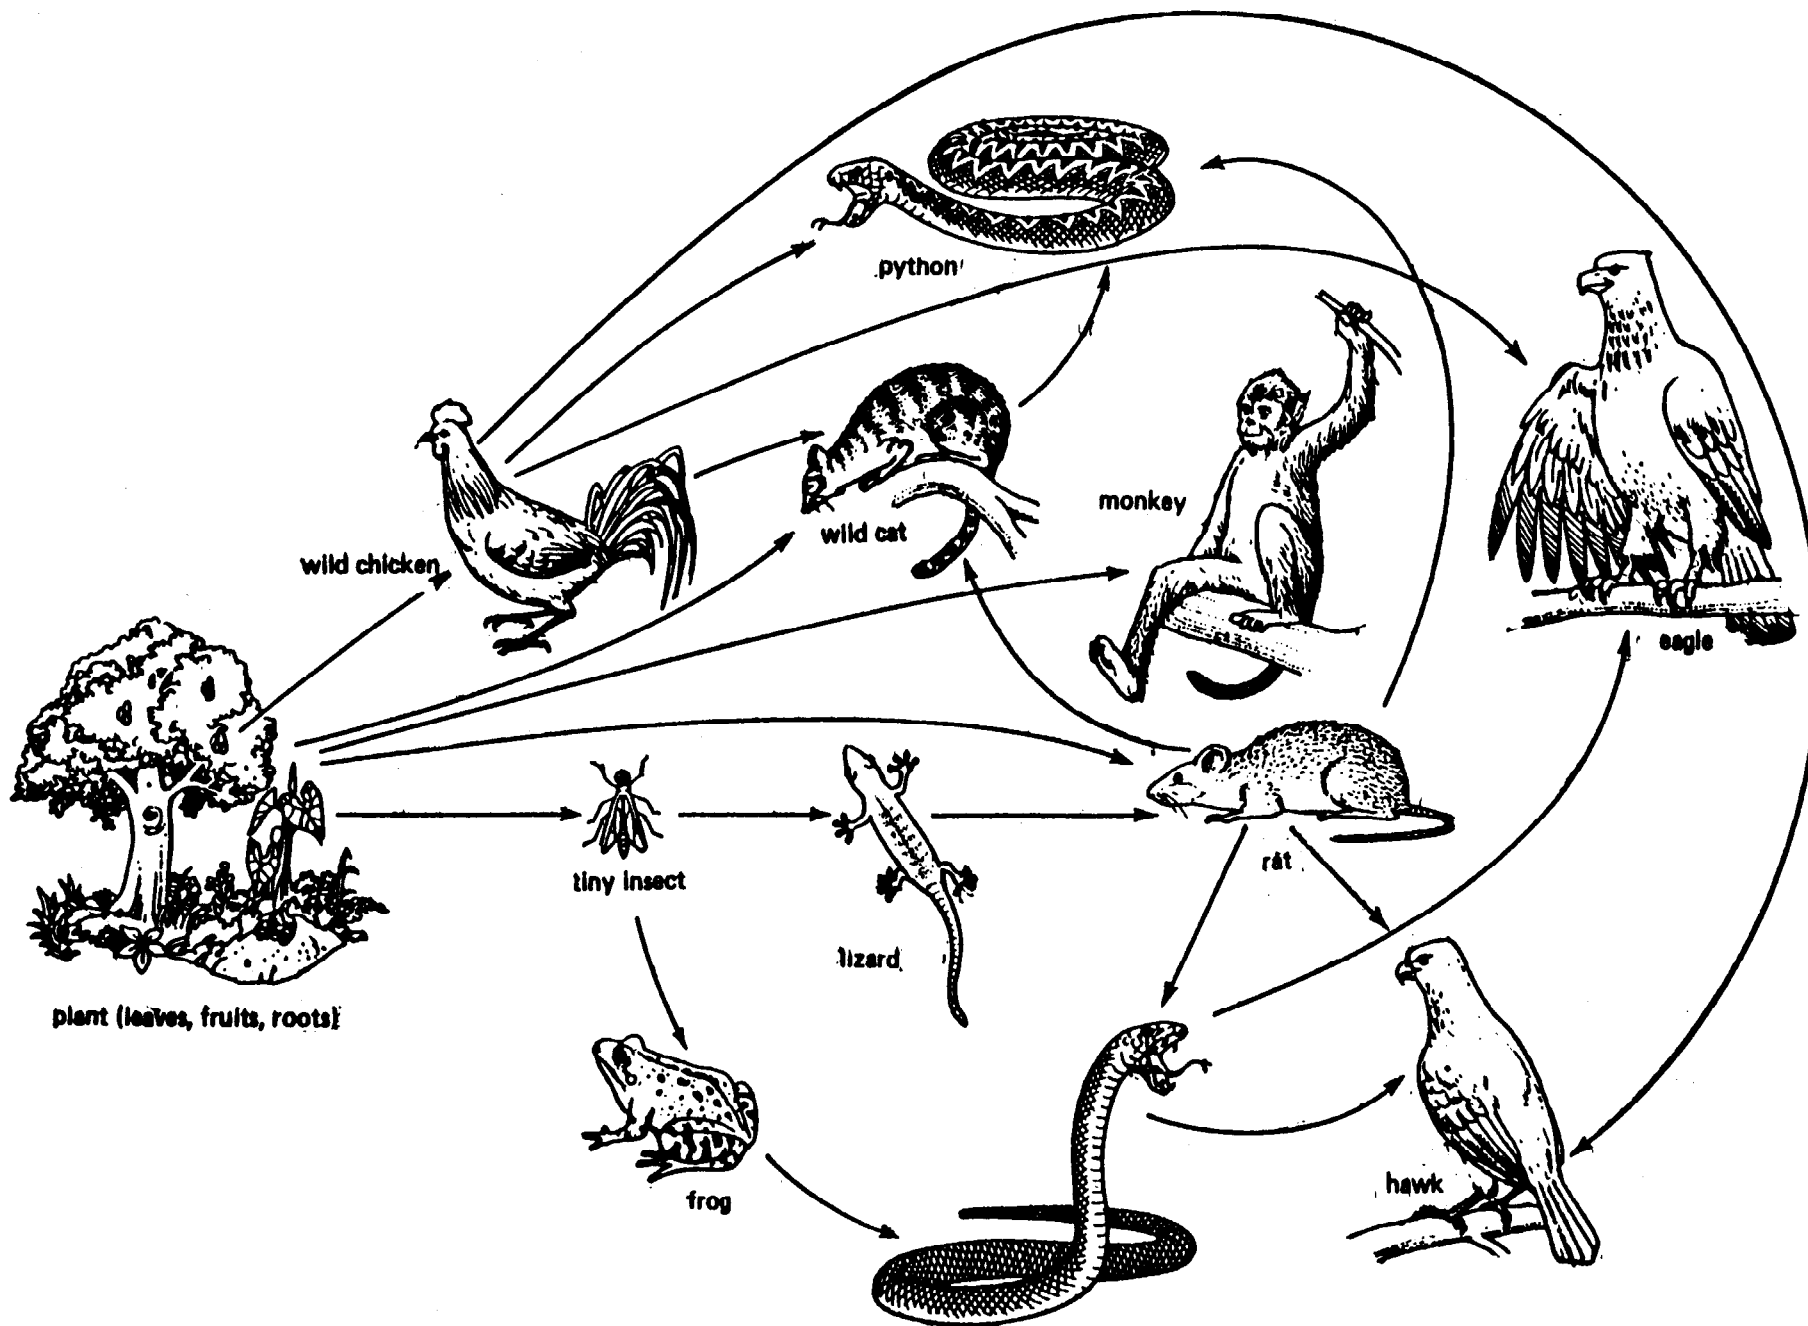 python
monkey
wild cat
wild chicken
eagle
rat
tiny insect
lizard
plant (leaves, fruits, roots)
frog
hawk